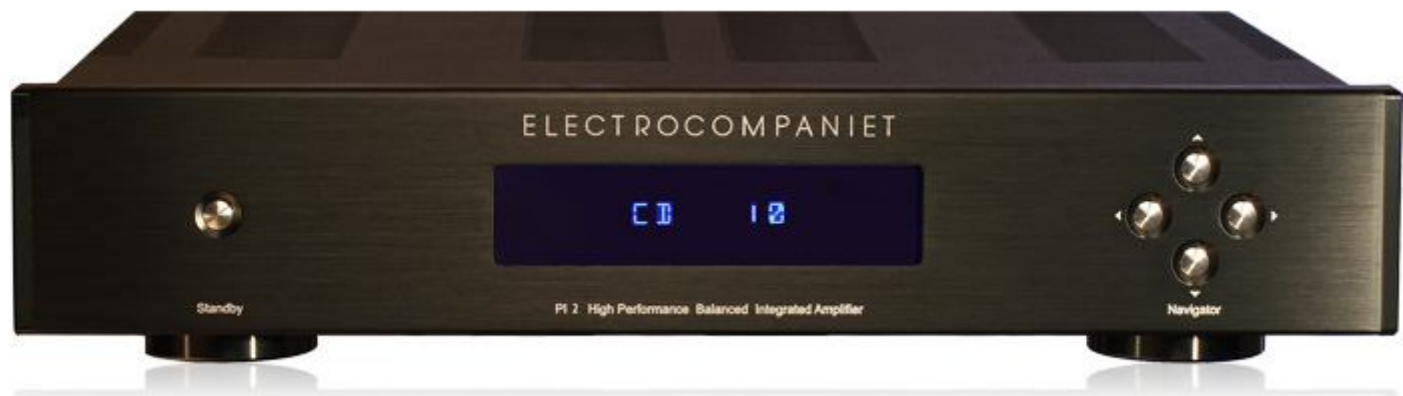 ELECTROCOMPANIET
CD 10
Standby
PI 2 High Performance Balanced Integrated Amplifier
Navigator